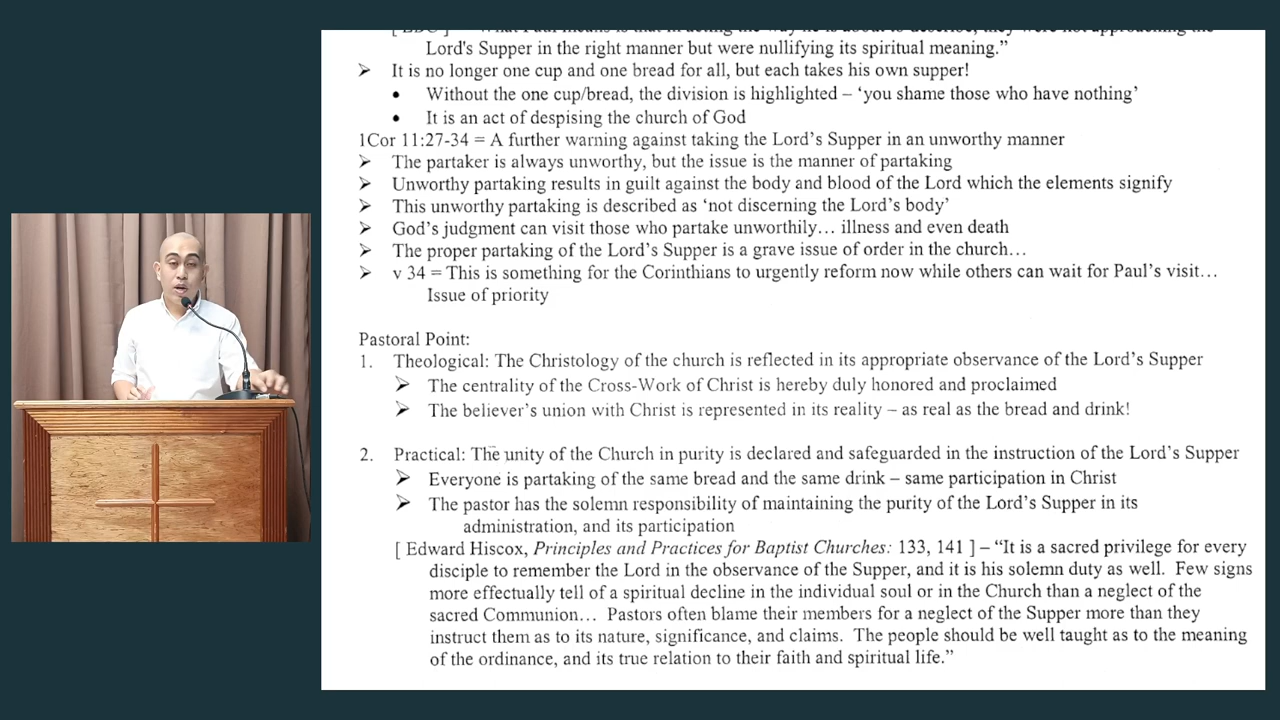 Lord's Supper in the right manner but were nullifying its spiritual meaning.”
➢ It is no longer one cup and one bread for all, but each takes his own supper!
• Without the one cup/bread, the division is highlighted – ‘you shame those who have nothing’
• It is an act of despising the church of God
1Cor 11:27-34 = A further warning against taking the Lord’s Supper in an unworthy manner
➢ The partaker is always unworthy, but the issue is the manner of partaking
➢ Unworthy partaking results in guilt against the body and blood of the Lord which the elements signify
➢ This unworthy partaking is described as ‘not discerning the Lord’s body’
➢ God’s judgment can visit those who partake unworthily… illness and even death
➢ The proper partaking of the Lord’s Supper is a grave issue of order in the church…
➢ v 34 = This is something for the Corinthians to urgently reform now while others can wait for Paul’s visit…
Issue of priority
Pastoral Point:
1. Theological: The Christology of the church is reflected in its appropriate observance of the Lord’s Supper
➢ The centrality of the Cross-Work of Christ is hereby duly honored and proclaimed
➢ The believer’s union with Christ is represented in its reality – as real as the bread and drink!
2. Practical: The unity of the Church in purity is declared and safeguarded in the instruction of the Lord’s Supper
➢ Everyone is partaking of the same bread and the same drink – same participation in Christ
➢ The pastor has the solemn responsibility of maintaining the purity of the Lord’s Supper in its
administration, and its participation
[ Edward Hiscox, Principles and Practices for Baptist Churches: 133, 141 ] – “It is a sacred privilege for every
disciple to remember the Lord in the observance of the Supper, and it is his solemn duty as well. Few signs
more effectually tell of a spiritual decline in the individual soul or in the Church than a neglect of the
sacred Communion… Pastors often blame their members for a neglect of the Supper more than they
instruct them as to its nature, significance, and claims. The people should be well taught as to the meaning
of the ordinance, and its true relation to their faith and spiritual life.”